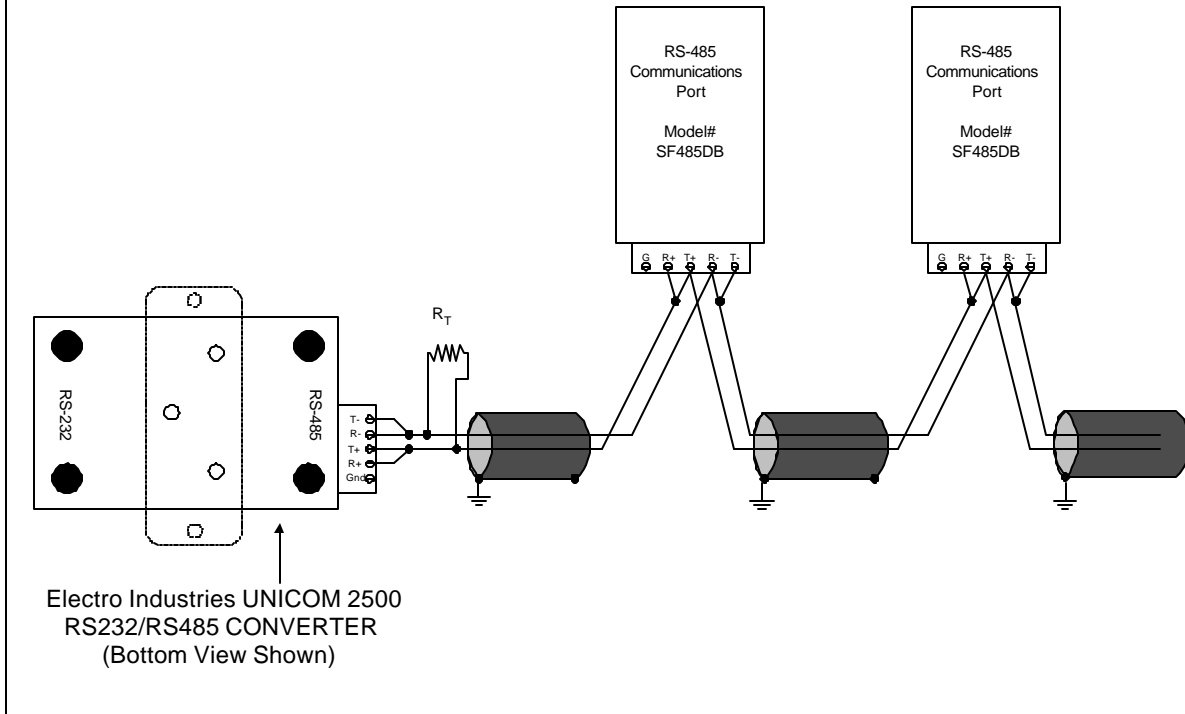 RS-485
Communications
Port
Model#
SF485DB
RS-485
Communications
Port
Model#
SF485DB
G R+ T+ R- T-
G R+ T+ R- T-
RT
RS-232
RS-485
T-
R-
T+
R+
Gnd
Electro Industries UNICOM 2500
RS232/RS485 CONVERTER
(Bottom View Shown)